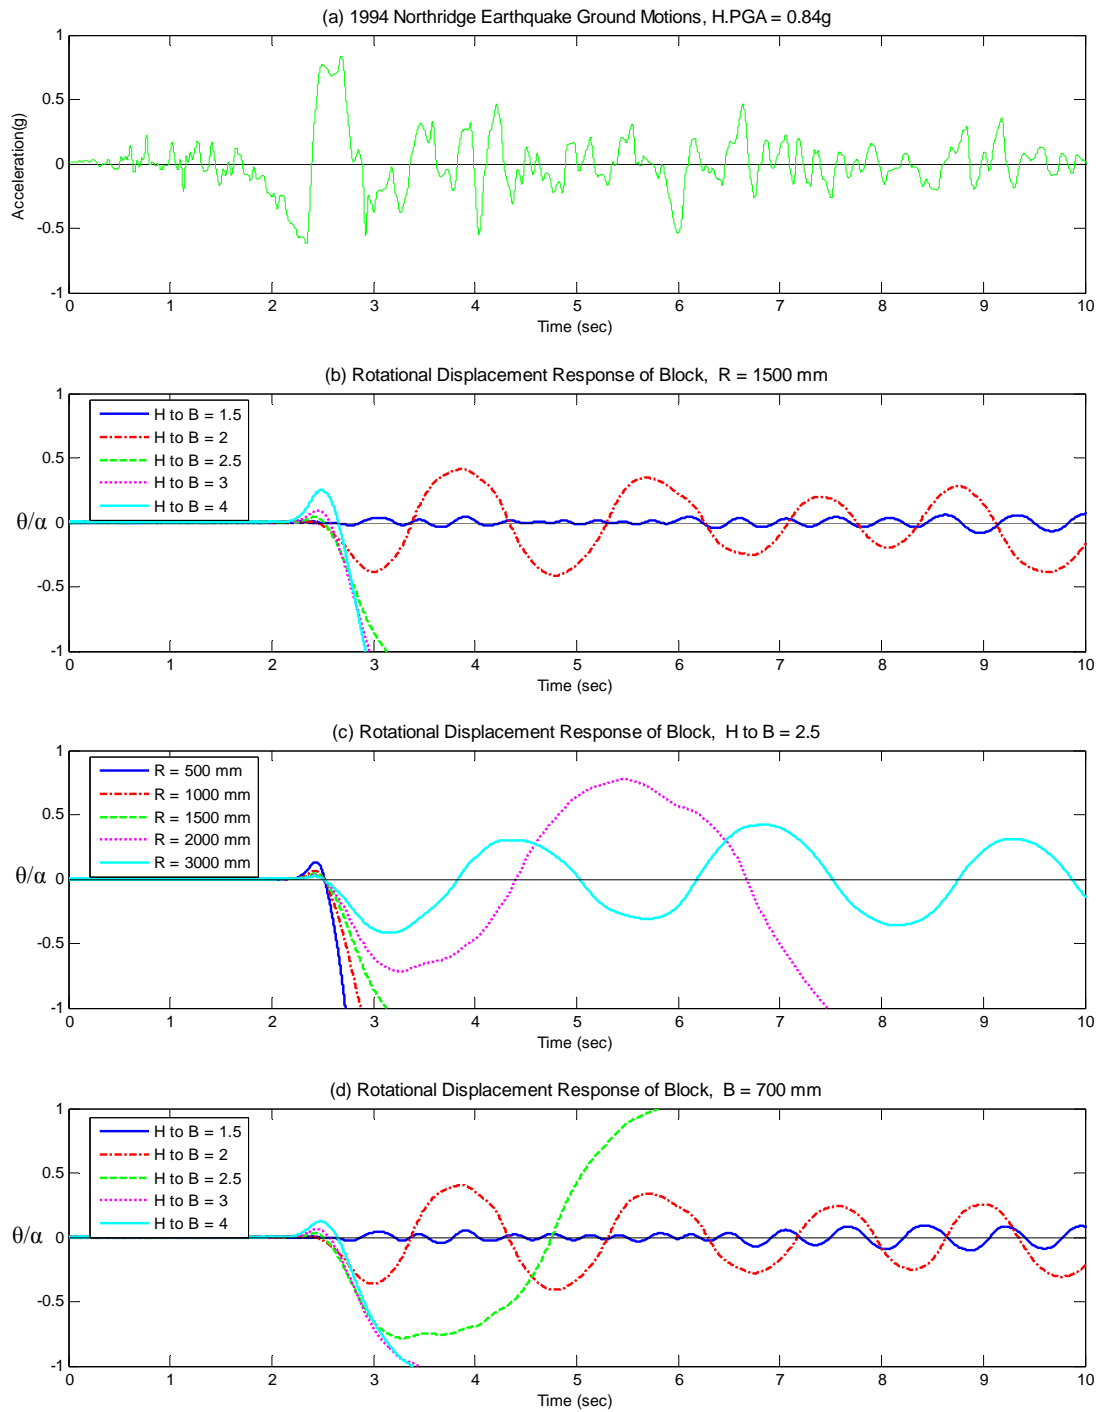 (a) 1994 Northridge Earthquake Ground Motions, H.PGA = 0.84g
1
0.5
0
-0.5
-1
Acceleration(g)
0 1 2 3 4 5 6 7 8 9 10
Time (sec)
(b) Rotational Displacement Response of Block, R = 1500 mm
1
0.5
0
-0.5
-1
θ/α
H to B = 1.5
H to B = 2
H to B = 2.5
H to B = 3
H to B = 4
0 1 2 3 4 5 6 7 8 9 10
Time (sec)
(c) Rotational Displacement Response of Block, H to B = 2.5
1
0.5
0
-0.5
-1
θ/α
R = 500 mm
R = 1000 mm
R = 1500 mm
R = 2000 mm
R = 3000 mm
0 1 2 3 4 5 6 7 8 9 10
Time (sec)
(d) Rotational Displacement Response of Block, B = 700 mm
1
0.5
0
-0.5
-1
θ/α
H to B = 1.5
H to B = 2
H to B = 2.5
H to B = 3
H to B = 4
0 1 2 3 4 5 6 7 8 9 10
Time (sec)